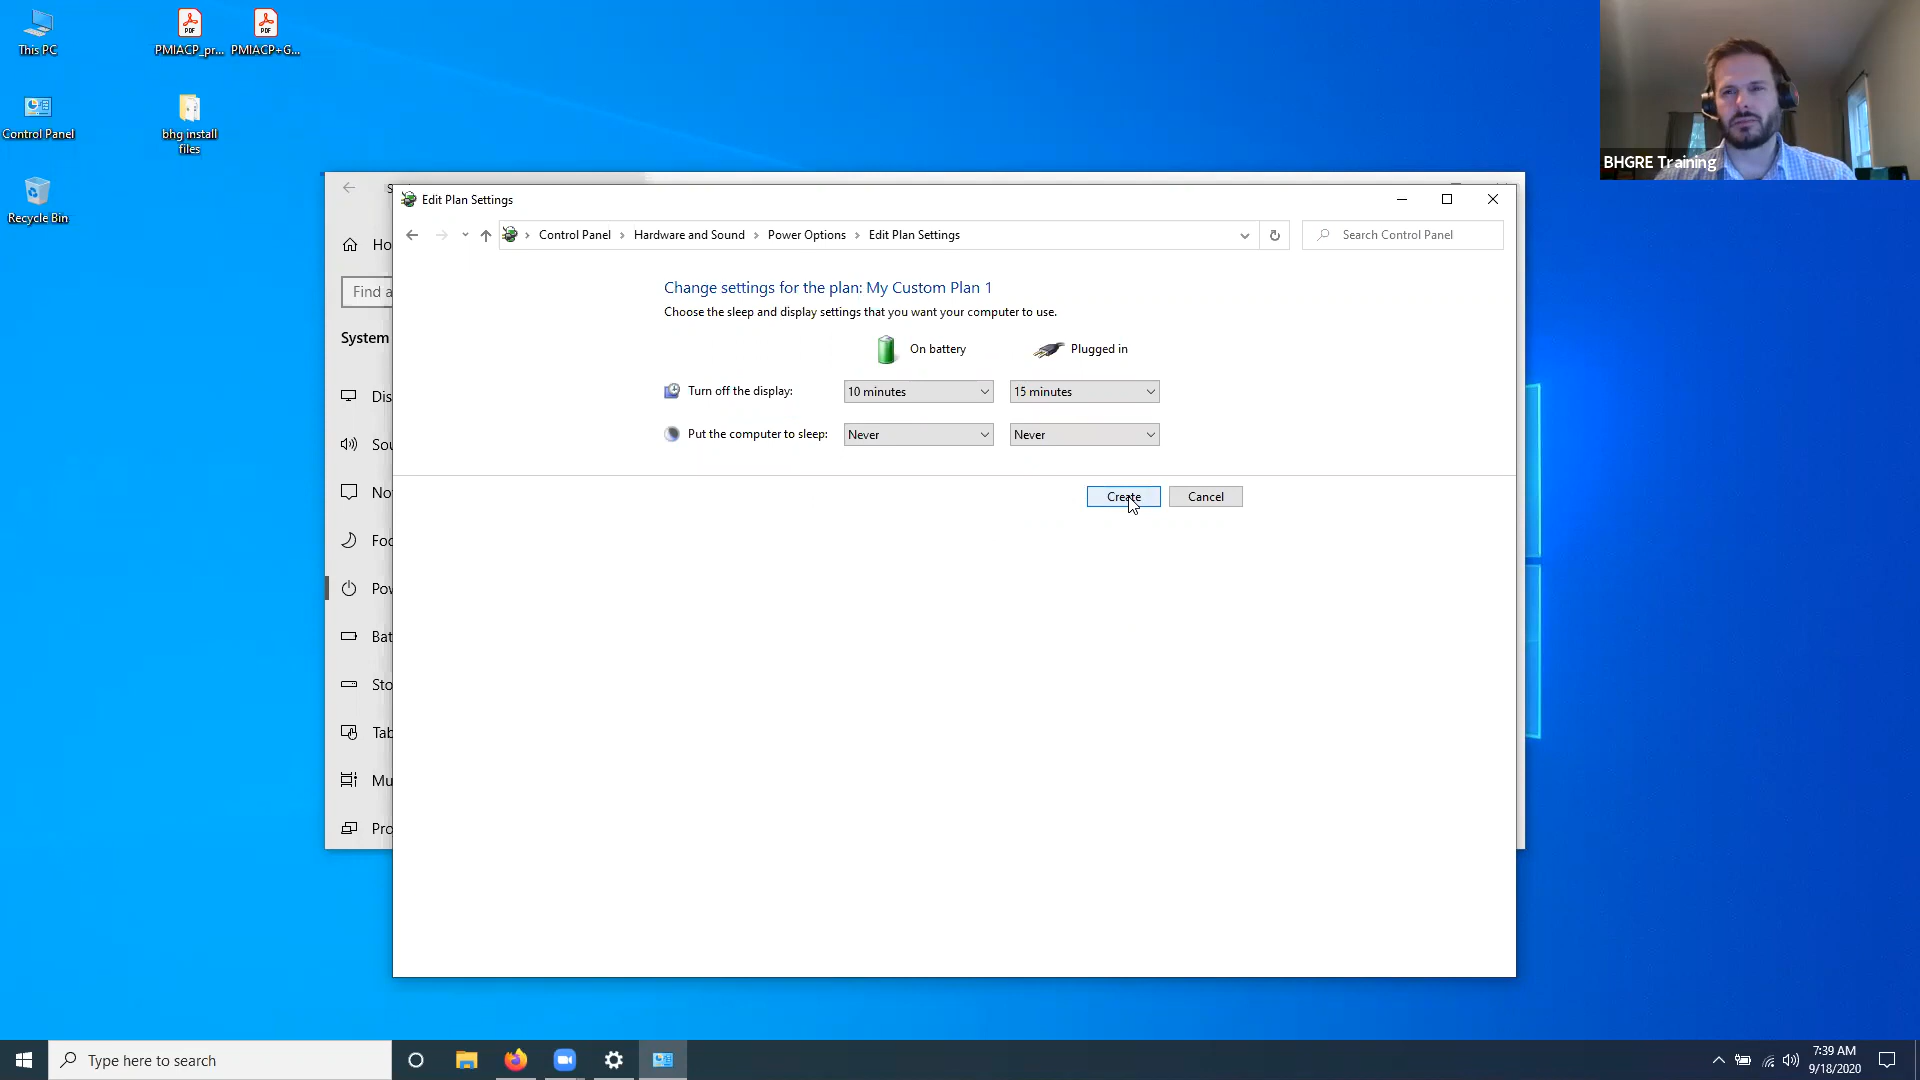 This PC
PMIACP_pr...
PMIACP+G...
Control Panel
bhg install
files
Recycle Bin
BHGRE Training
Edit Plan Settings
Control Panel > Hardware and Sound > Power Options > Edit Plan Settings
Search Control Panel
Ho
Find a
System
Dis
Sou
No
Foc
Pow
Bat
Sto
Tab
Mu
Pro
Change settings for the plan: My Custom Plan 1
Choose the sleep and display settings that you want your computer to use.
On battery
Plugged in
Turn off the display:
10 minutes
15 minutes
Put the computer to sleep:
Never
Never
Create
Cancel
Type here to search
7:39 AM
9/18/2020